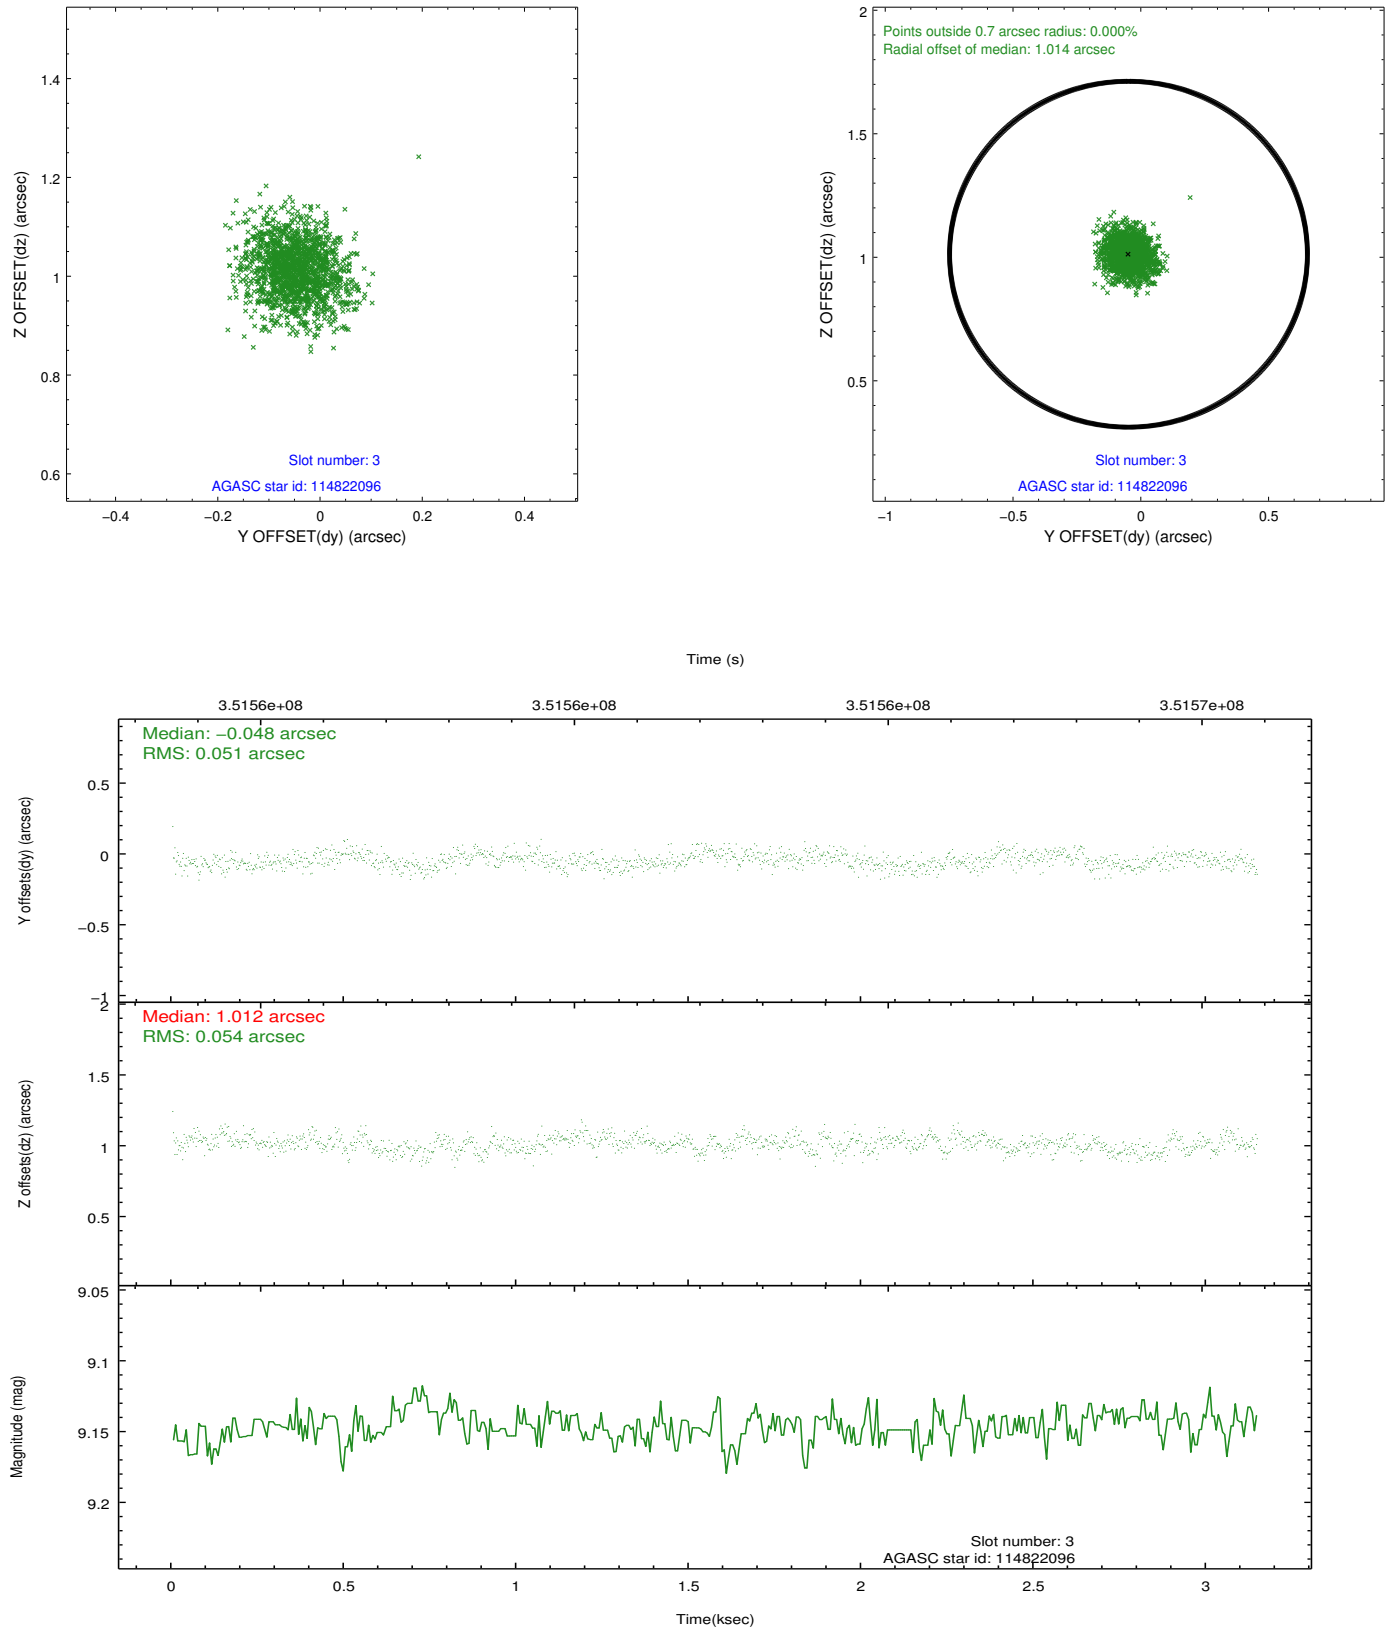 1.4
1.2
1
0.8
0.6
Z OFFSET(dz) (arcsec)
Slot number: 3
AGASC star id: 114822096
−0.4 −0.2 0 0.2 0.4
Y OFFSET(dy) (arcsec)
2
1.5
1
0.5
Z OFFSET(dz) (arcsec)
Points outside 0.7 arcsec radius: 0.000%
Radial offset of median: 1.014 arcsec
Slot number: 3
AGASC star id: 114822096
−1 −0.5 0 0.5
Y OFFSET(dy) (arcsec)
Time (s)
3.5156e+08 3.5156e+08 3.5156e+08 3.5157e+08
Median: −0.048 arcsec
RMS: 0.051 arcsec
0.5
0
−0.5
−1
Y offsets(dy) (arcsec)
Median: 1.012 arcsec
RMS: 0.054 arcsec
2
1.5
1
0.5
Z offsets(dz) (arcsec)
9.05
9.1
9.15
9.2
Magnitude (mag)
Slot number: 3
AGASC star id: 114822096
0 0.5 1 1.5 2 2.5 3
Time(ksec)